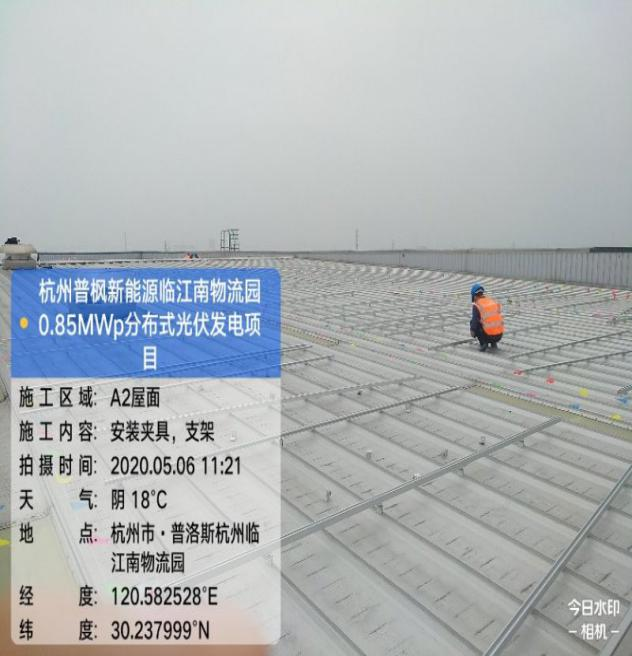 杭州普枫新能源临江南物流园
0.85MWp分布式光伏发电项
目
施工区域: A2屋面
施工内容: 安装夹具，支架
拍摄时间: 2020.05.06 11:21
天气: 阴 18°C
地点: 杭州市·普洛斯杭州临
江南物流园
经度: 120.582528°E
纬度: 30.237999°N
今日水印
－相机－